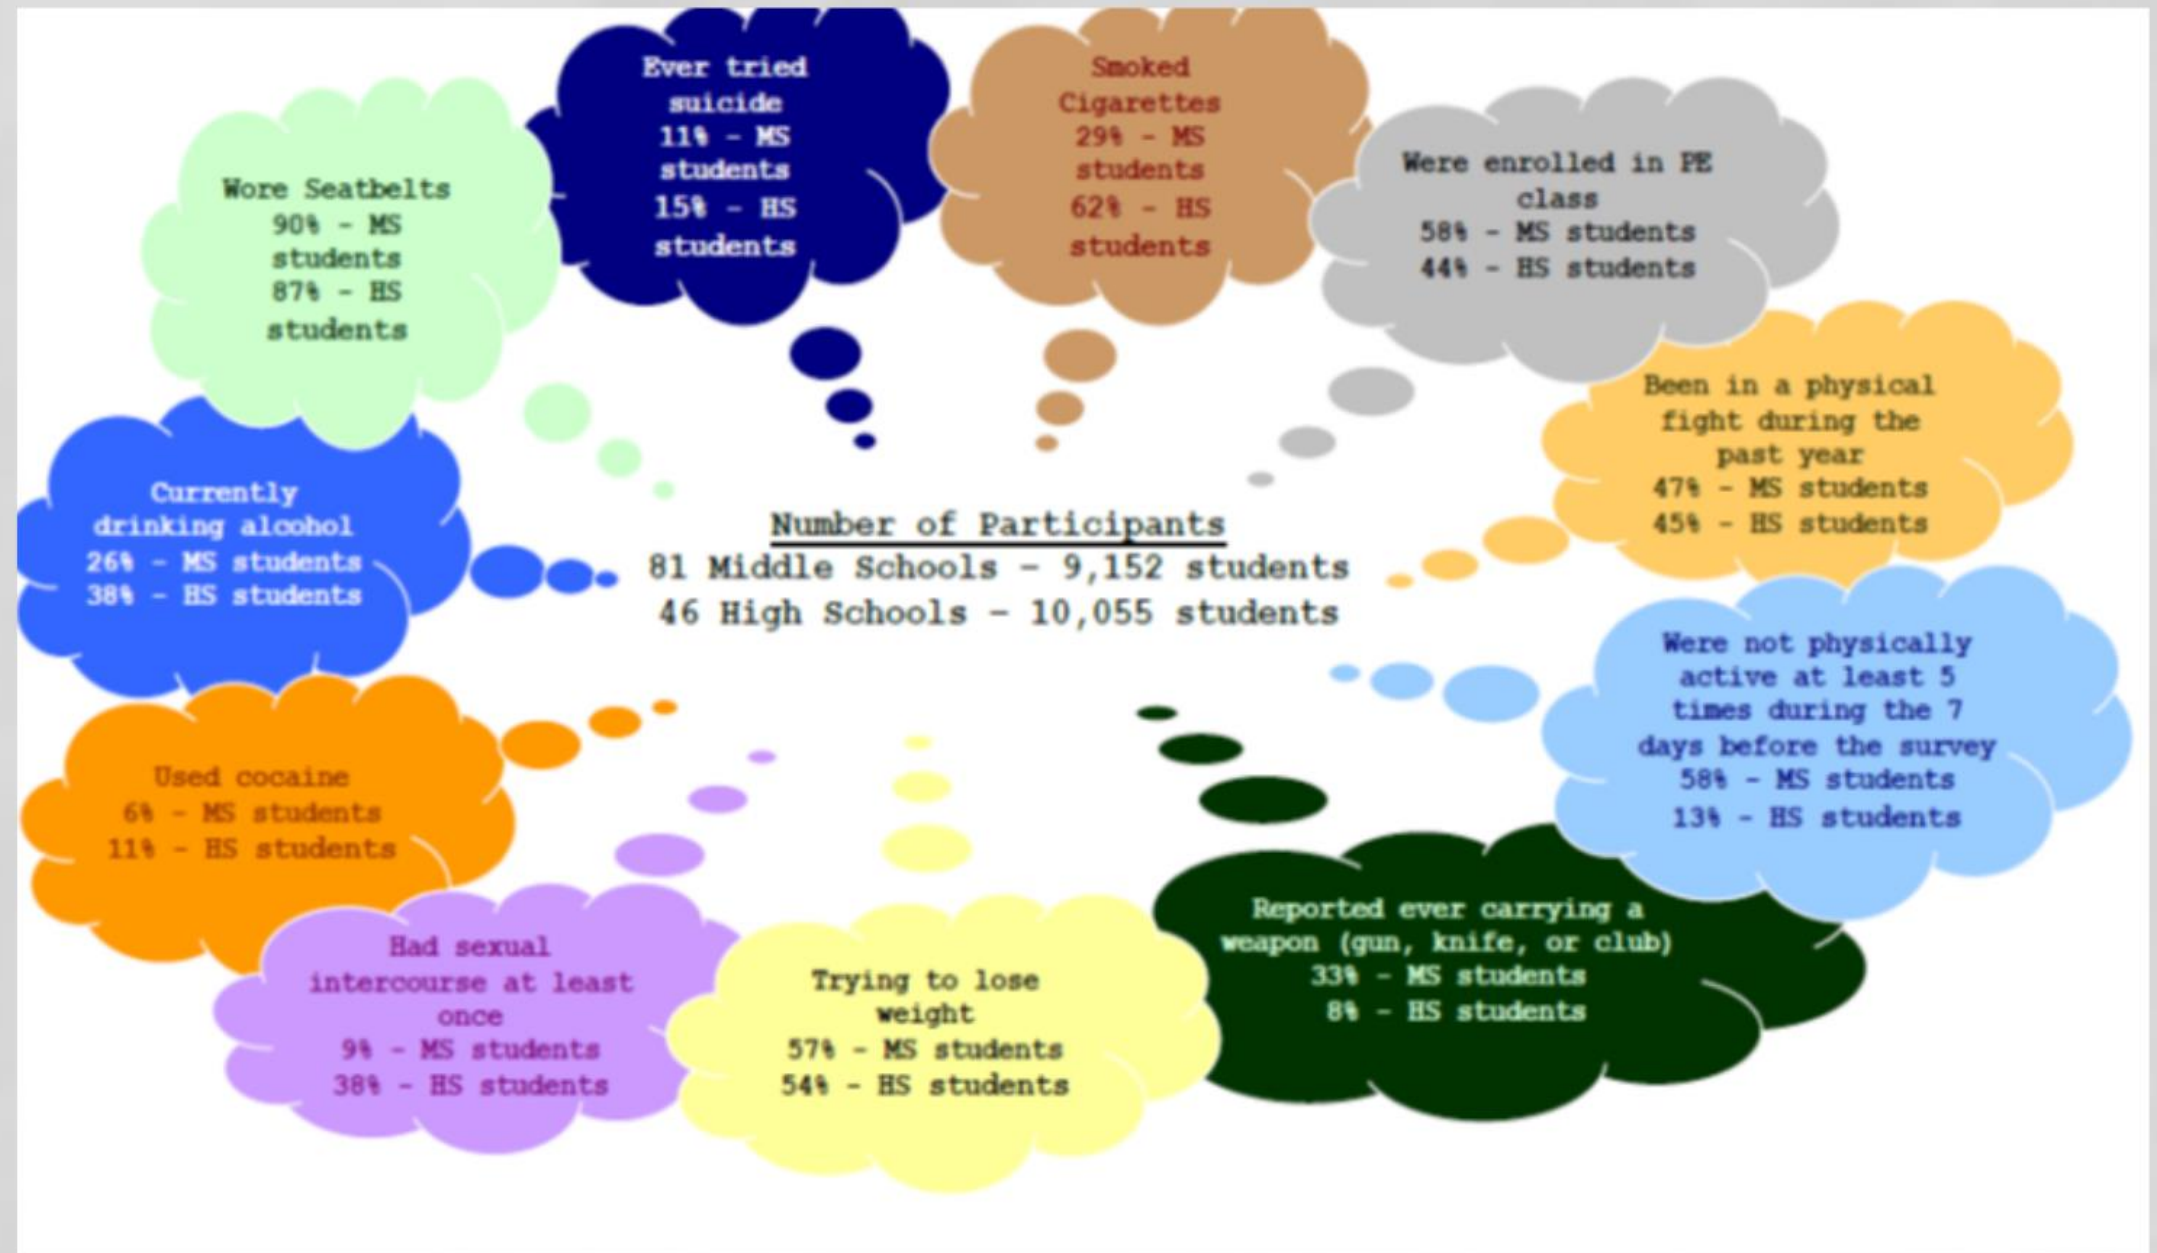 Ever tried
suicide
11% - MS
students
15% - HS
students
Smoked
Cigarettes
29% - MS
students
62% - HS
students
Were enrolled in PE
class
58% - MS students
44% - HS students
Wore Seatbelts
90% - MS
students
87% - HS
students
Been in a physical
fight during the
past year
47% - MS students
45% - HS students
Currently
drinking alcohol
26% - MS students
38% - HS students
Number of Participants
81 Middle Schools – 9,152 students
46 High Schools – 10,055 students
Were not physically
active at least 5
times during the 7
days before the survey
58% - MS students
13% - HS students
Used cocaine
6% - MS students
11% - HS students
Reported ever carrying a
weapon (gun, knife, or club)
33% - MS students
8% - HS students
Had sexual
intercourse at least
once
9% - MS students
38% - HS students
Trying to lose
weight
57% - MS students
54% - HS students